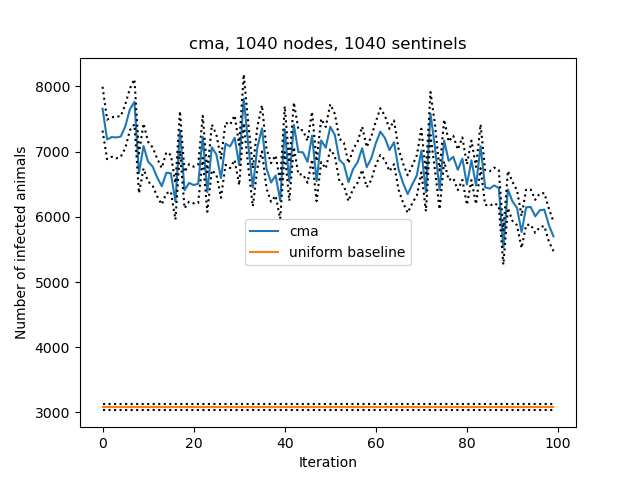 cma, 1040 nodes, 1040 sentinels
Number of infected animals
8000
7000
6000
5000
4000
3000
cma
uniform baseline
0
20
40
60
80
100
Iteration